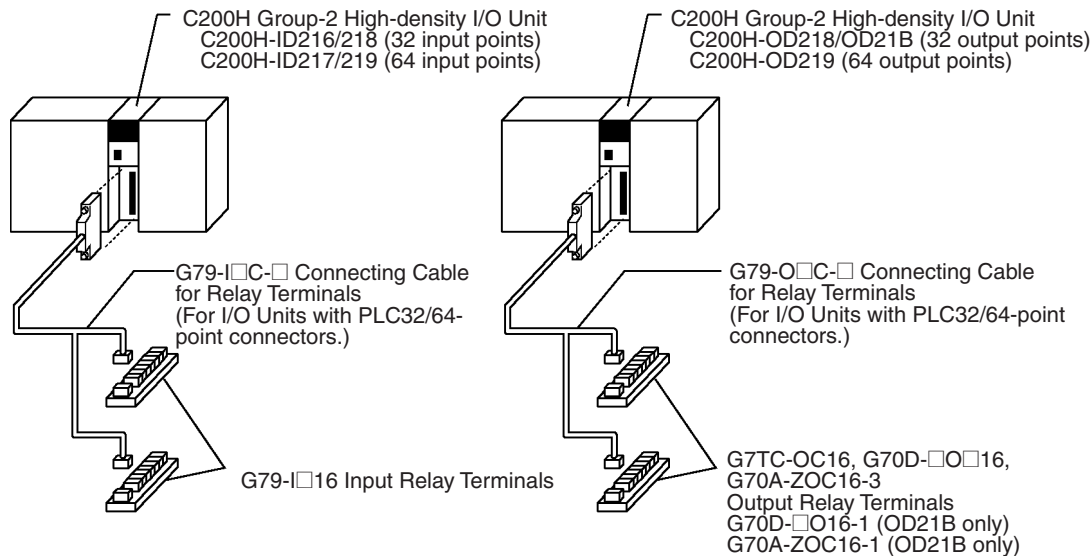 C200H Group-2 High-density I/O Unit
C200H-ID216/218 (32 input points)
C200H-ID217/219 (64 input points)
G79-I□C-□ Connecting Cable
for Relay Terminals
(For I/O Units with PLC32/64-
point connectors.)
G79-I□16 Input Relay Terminals
C200H Group-2 High-density I/O Unit
C200H-OD218/OD21B (32 output points)
C200H-OD219 (64 output points)
G79-O□C-□ Connecting Cable
for Relay Terminals
(For I/O Units with PLC32/64-point
connectors.)
G7TC-OC16, G70D-□O□16,
G70A-ZOC16-3
Output Relay Terminals
G70D-□O16-1 (OD21B only)
G70A-ZOC16-1 (OD21B only)